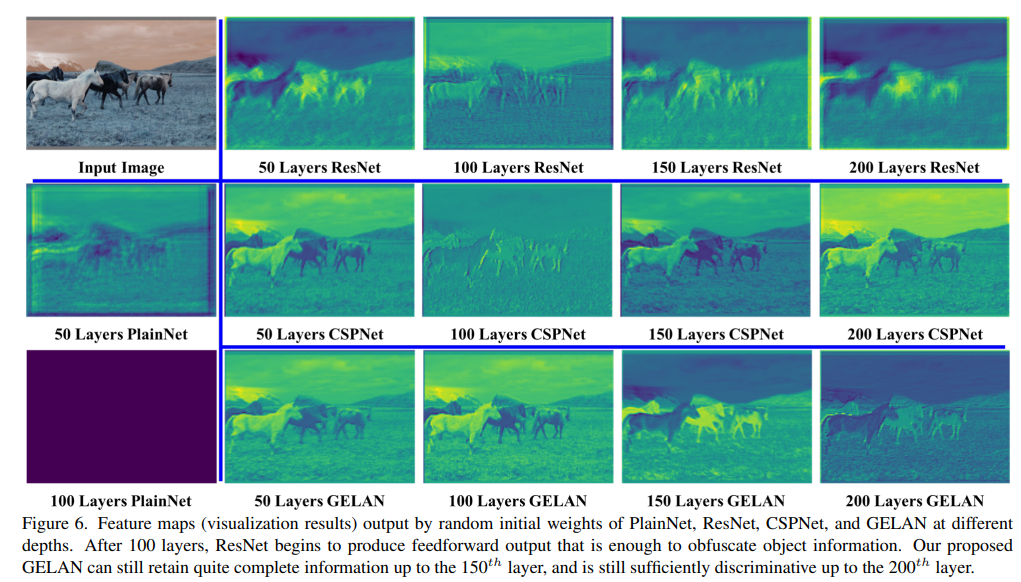 Input Image
50 Layers ResNet
100 Layers ResNet
150 Layers ResNet
200 Layers ResNet
50 Layers PlainNet
50 Layers CSPNet
100 Layers CSPNet
150 Layers CSPNet
200 Layers CSPNet
100 Layers PlainNet
50 Layers GELAN
100 Layers GELAN
150 Layers GELAN
200 Layers GELAN
Figure 6. Feature maps (visualization results) output by random initial weights of PlainNet, ResNet, CSPNet, and GELAN at different
depths. After 100 layers, ResNet begins to produce feedforward output that is enough to obfuscate object information. Our proposed
GELAN can still retain quite complete information up to the 150th layer, and is still sufficiently discriminative up to the 200th layer.